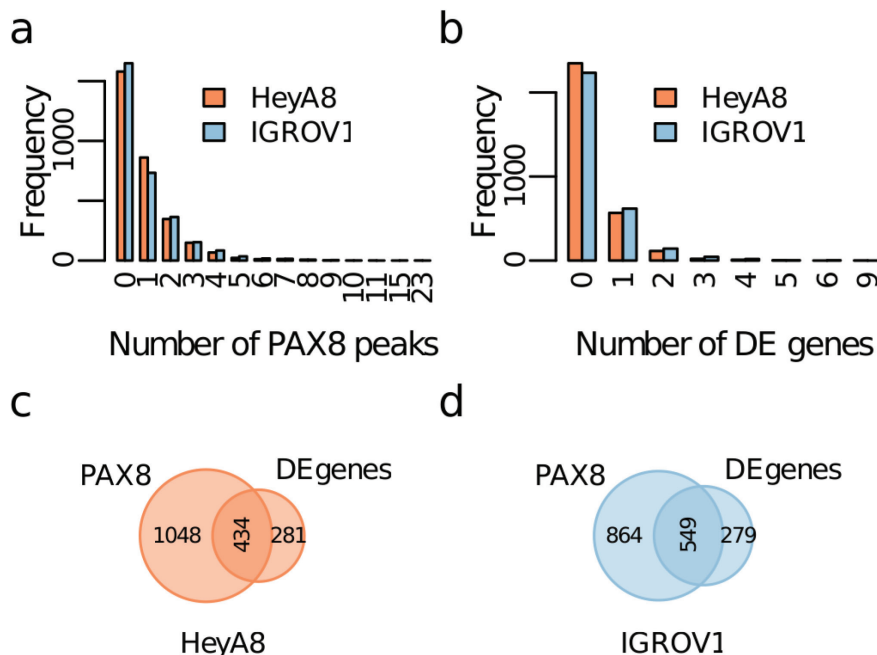 a
Frequency
0
1000
HeyA8
IGROV1
0 1 2 3 4 5 6 7 8 9 10 11 15 23
Number of PAX8 peaks
b
Frequency
0
1000
HeyA8
IGROV1
0 1 2 3 4 5 6 9
Number of DE genes
c
PAX8
DEgenes
1048 434 281
HeyA8
d
PAX8
DEgenes
864 549 279
IGROV1